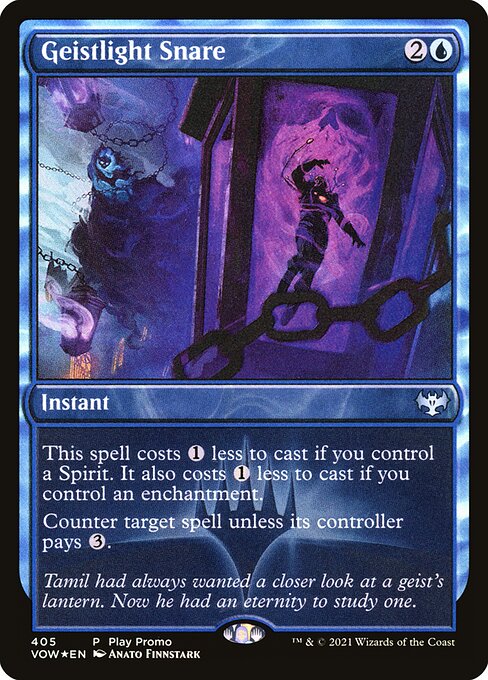 Geistlight Snare 2
Instant
This spell costs 1 less to cast if you control
a Spirit. It also costs 1 less to cast if you
control an enchantment.
Counter target spell unless its controller
pays 3.
Tamil had always wanted a closer look at a geist's
lantern. Now he had an eternity to study one.
405 P Play Promo
VOW★EN Anato Finnstark
™ & © 2021 Wizards of the Coast